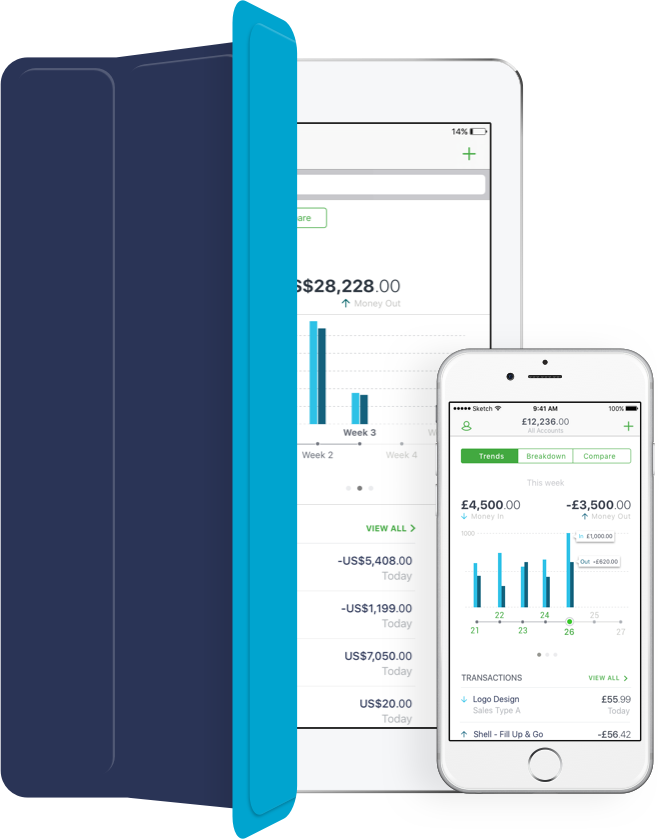 14%
+
S$28,228.00
Money Out
Week 3
Week 2
Week 4
VIEW ALL
-US$5,408.00
Today
-US$1,199.00
Today
US$7,050.00
Today
US$20.00
Today
Sketch 9:41 AM 100%
£12,236.00
All Accounts
+
Trends Breakdown Compare
This week
£4,500.00 -£3,500.00
Money In Money Out
1000
In £1,000.00
Out -£620.00
22 24 25
21 23 26 27
TRANSACTIONS VIEW ALL
Logo Design £55.99
Sales Type A Today
Shell - Fill Up & Go -£56.42